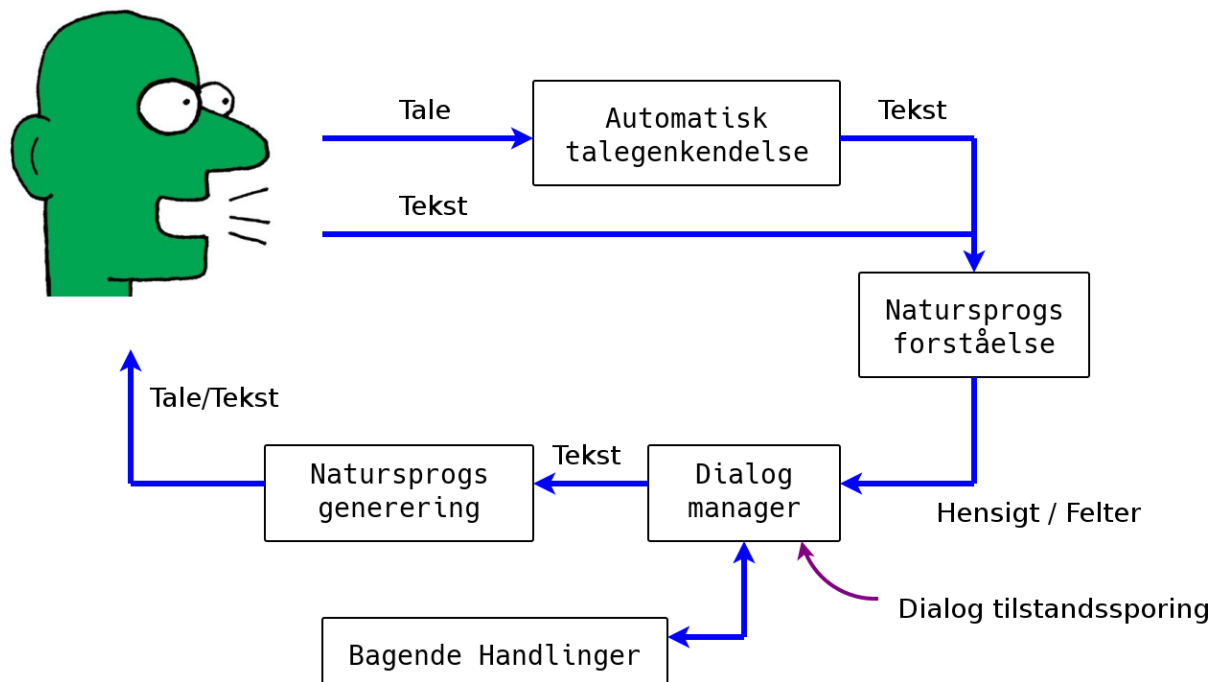 Tale
Automatisk
talegenkendelse
Tekst
Tekst
Natursprogs
forståelse
Tale/Tekst
Natursprogs
generering
Tekst
Dialog
manager
Hensigt / Felter
Dialog tilstandssporing
Bagende Handlinger